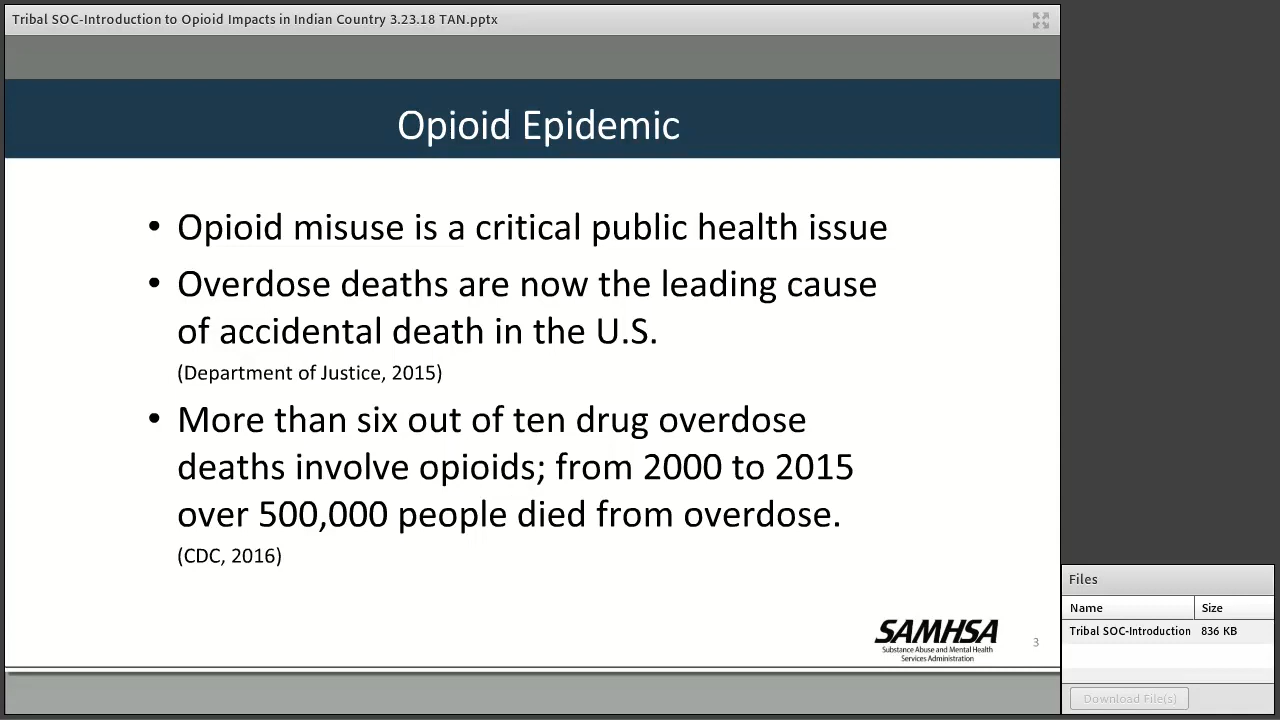 Tribal SOC-Introduction to Opioid Impacts in Indian Country 3.23.18 TAN.pptx
Opioid Epidemic
• Opioid misuse is a critical public health issue
• Overdose deaths are now the leading cause
of accidental death in the U.S.
(Department of Justice, 2015)
• More than six out of ten drug overdose
deaths involve opioids; from 2000 to 2015
over 500,000 people died from overdose.
(CDC, 2016)
SAMHSA
Substance Abuse and Mental Health
Services Administration
3
Files
Name Size
Tribal SOC-Introduction 836 KB
Download File(s)